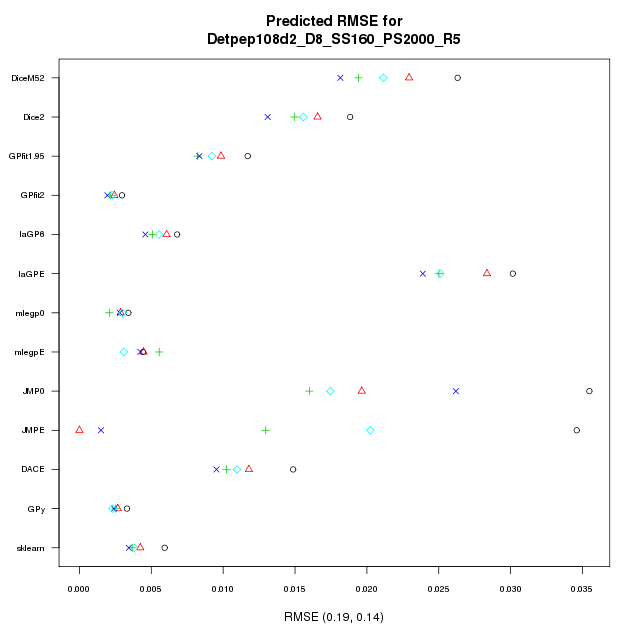 Predicted RMSE for
Detpep108d2_D8_SS160_PS2000_R5
DiceM52
Dice2
GPfit1.95
GPfit2
laGP6
laGPE
mlegp0
mlegpE
JMP0
JMPE
DACE
GPy
sklearn
0.000 0.005 0.010 0.015 0.020 0.025 0.030 0.035
RMSE (0.19, 0.14)